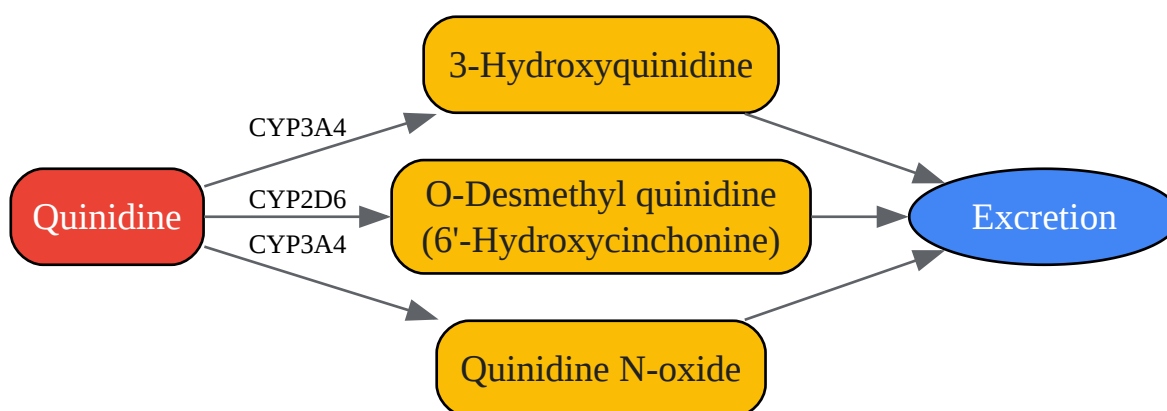 3-Hydroxyquinidine
CYP3A4
Quinidine
CYP2D6
O-Desmethyl quinidine
(6'-Hydroxycinchonine)
Excretion
CYP3A4
Quinidine N-oxide